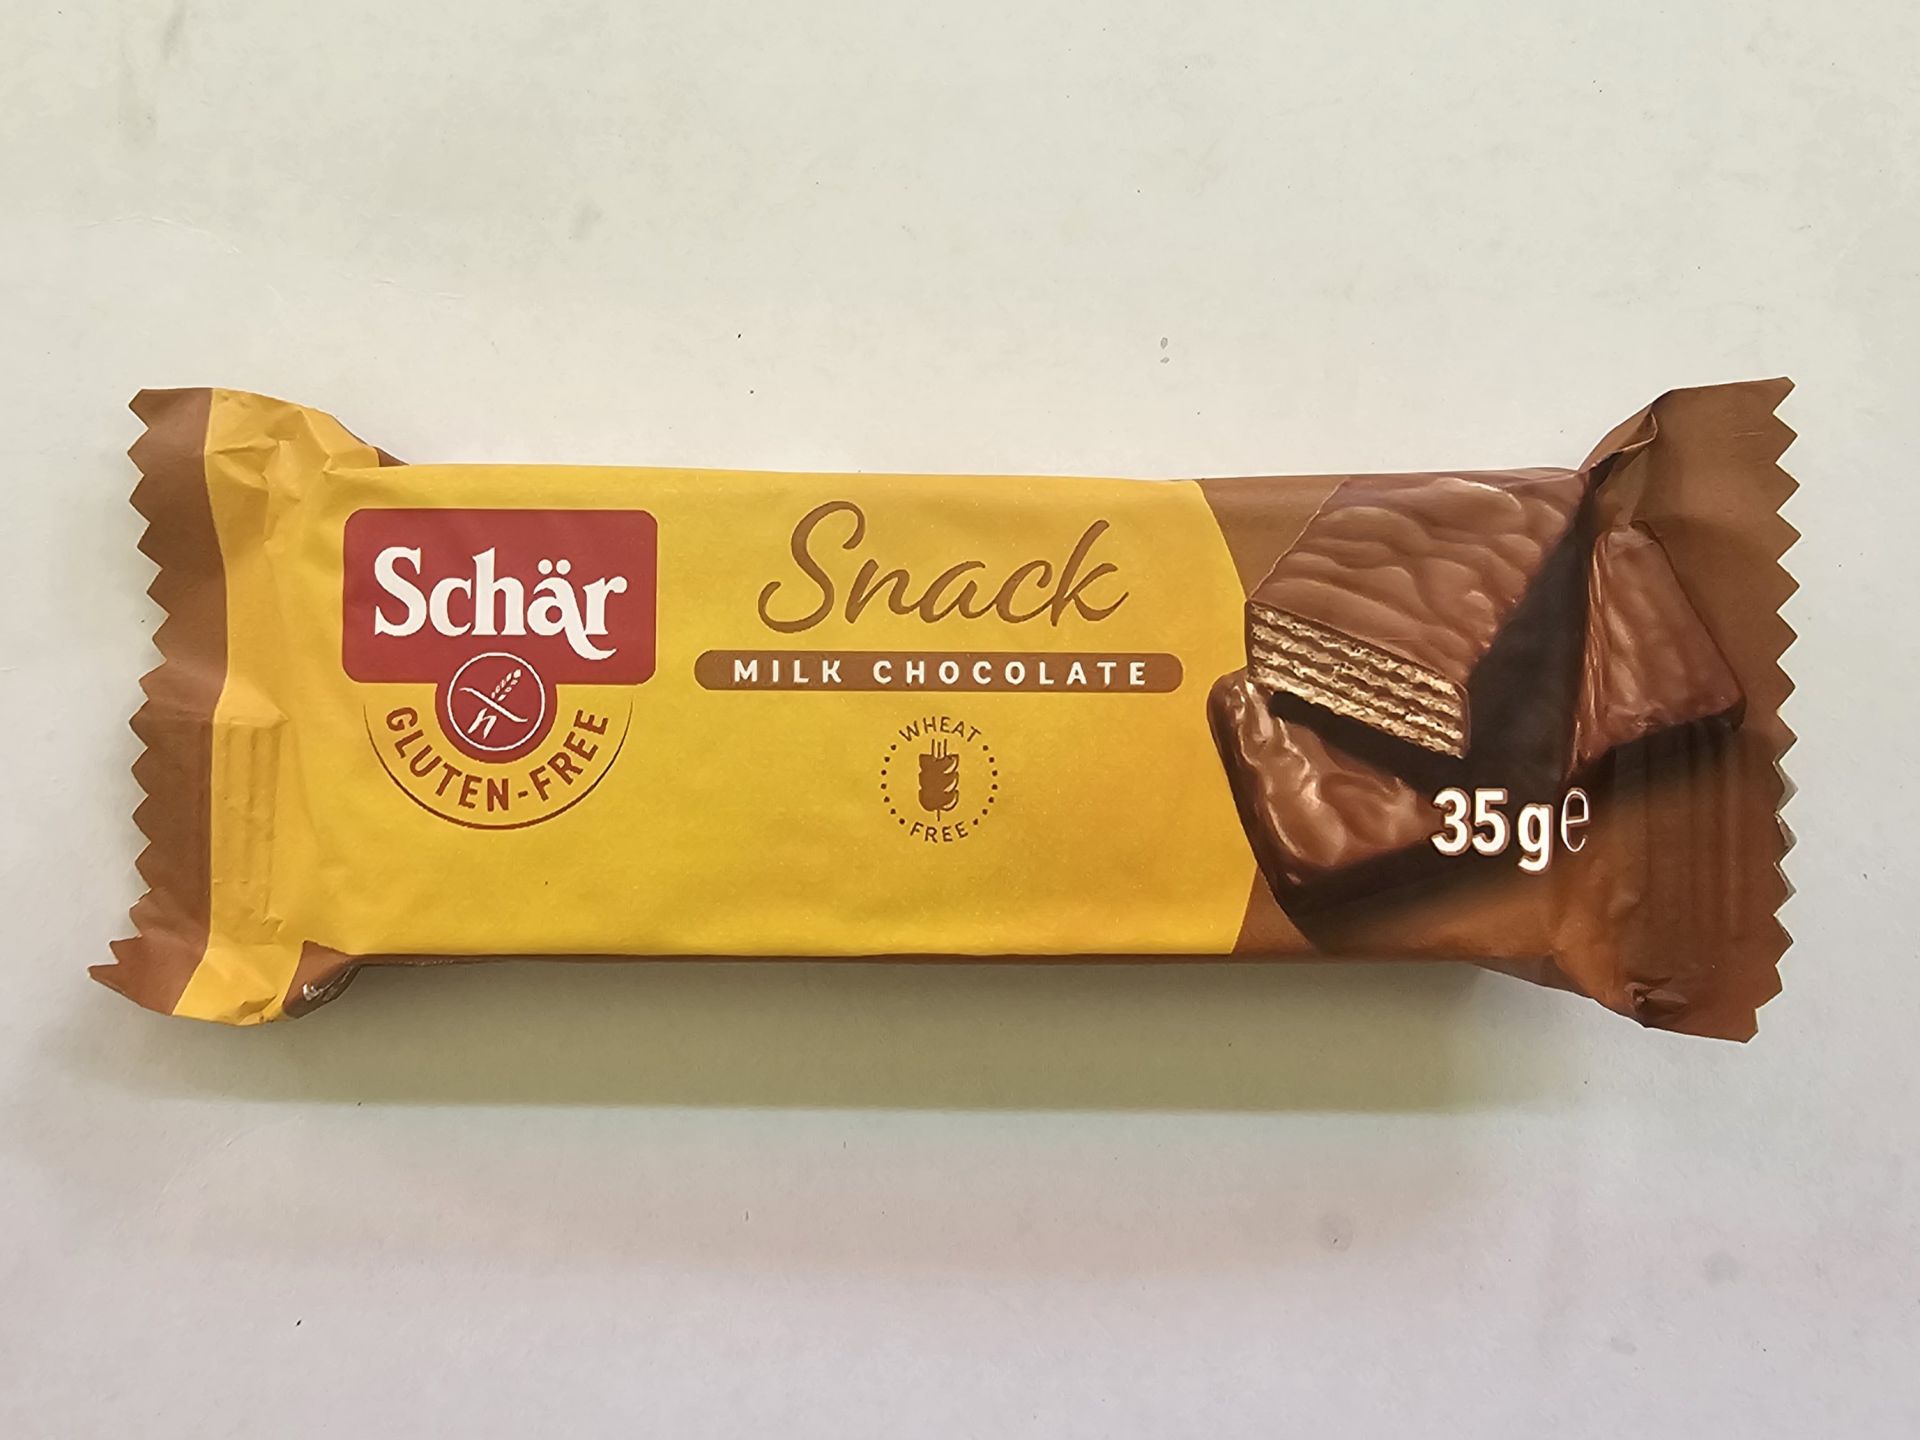 Schär
GLUTEN-FREE
Snack
MILK CHOCOLATE
WHEAT
FREE
35g℮